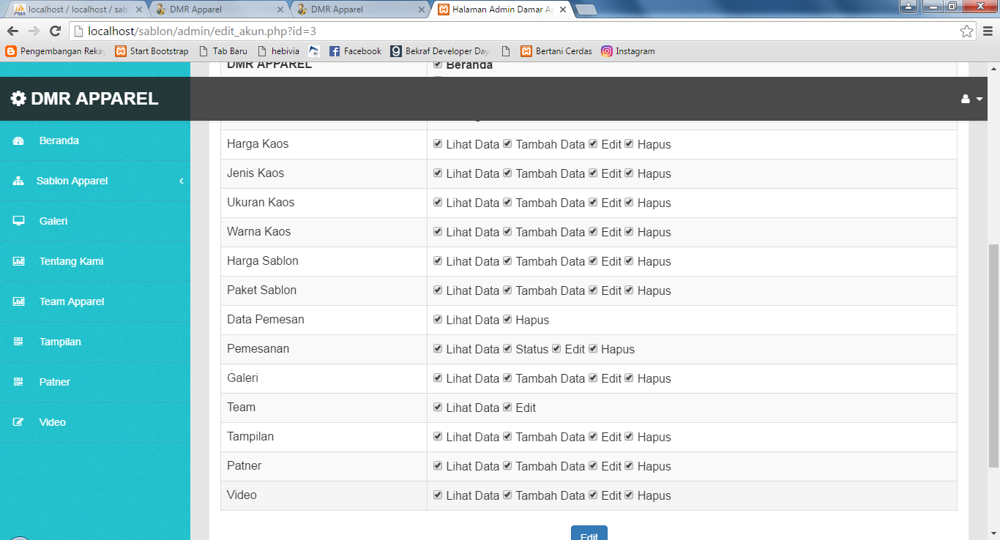 localhost / localhost / sabl
DMR Apparel
DMR Apparel
Halaman Admin Damar A
localhost/sablon/admin/edit_akun.php?id=3
Pengembangan Reka
Start Bootstrap
Tab Baru
hebivia
Facebook
Bekraf Developer Day
Bertani Cerdas
Instagram
DMR APPAREL
Beranda
DMR APPAREL
Beranda
Sablon Apparel
Galeri
Tentang Kami
Team Apparel
Tampilan
Patner
Video
Harga Kaos Lihat Data Tambah Data Edit Hapus
Jenis Kaos Lihat Data Tambah Data Edit Hapus
Ukuran Kaos Lihat Data Tambah Data Edit Hapus
Warna Kaos Lihat Data Tambah Data Edit Hapus
Harga Sablon Lihat Data Tambah Data Edit Hapus
Paket Sablon Lihat Data Tambah Data Edit Hapus
Data Pemesan Lihat Data Hapus
Pemesanan Lihat Data Status Edit Hapus
Galeri Lihat Data Tambah Data Edit Hapus
Team Lihat Data Edit
Tampilan Lihat Data Tambah Data Edit Hapus
Patner Lihat Data Tambah Data Edit Hapus
Video Lihat Data Tambah Data Edit Hapus
Edit